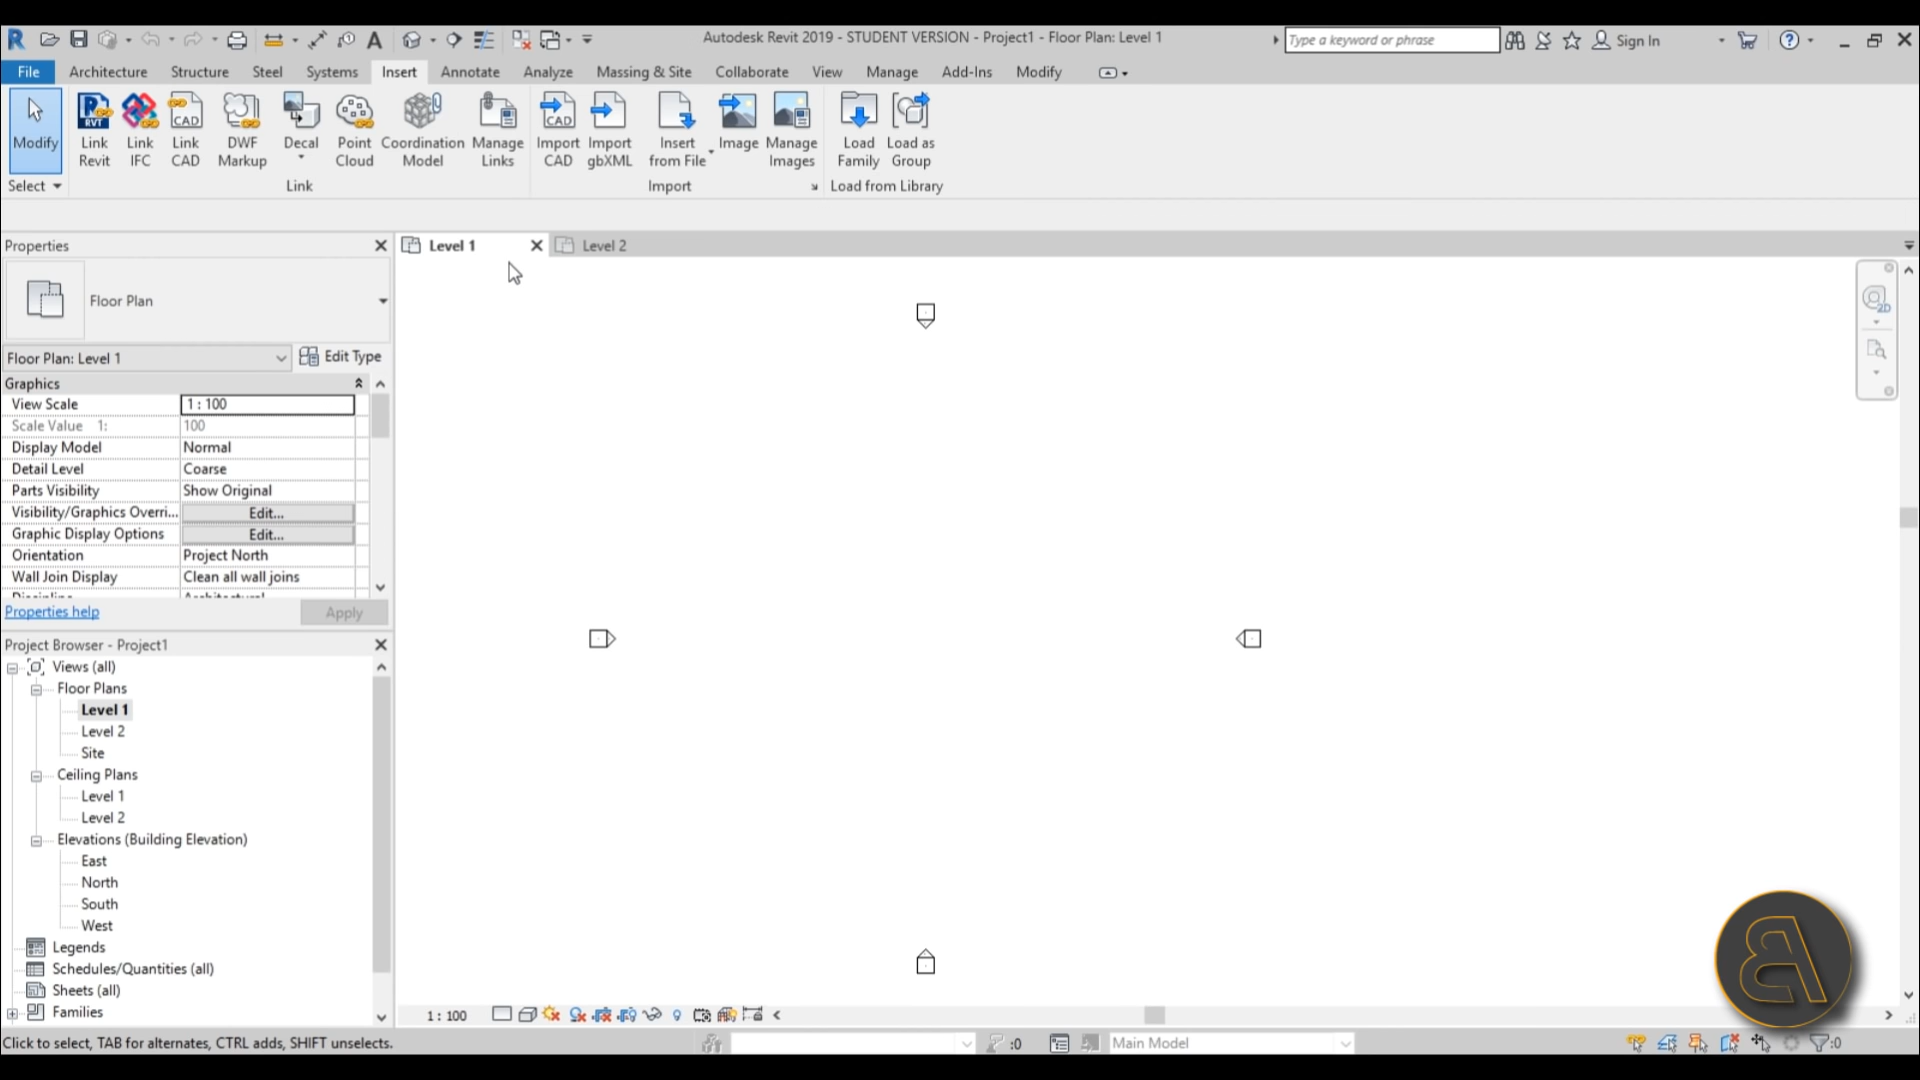 Autodesk Revit 2019 - STUDENT VERSION - Project1 - Floor Plan: Level 1
Type a keyword or phrase
Sign In
File Architecture Structure Steel Systems Insert Annotate Analyze Massing & Site Collaborate View Manage Add-Ins Modify
Modify
Link Revit
Link IFC
Link CAD
DWF Markup
Decal
Point Cloud
Coordination Model
Manage Links
Import CAD
Import gbXML
Insert from File
Image
Manage Images
Load Family
Load as Group
Select
Link
Import
Load from Library
Properties
Level 1
Level 2
Floor Plan
Floor Plan: Level 1
Edit Type
Graphics
View Scale 1 : 100
Scale Value 1: 100
Display Model Normal
Detail Level Coarse
Parts Visibility Show Original
Visibility/Graphics Overri... Edit...
Graphic Display Options Edit...
Orientation Project North
Wall Join Display Clean all wall joins
Properties help
Apply
Project Browser - Project1
Views (all)
Floor Plans
Level 1
Level 2
Site
Ceiling Plans
Level 1
Level 2
Elevations (Building Elevation)
East
North
South
West
Legends
Schedules/Quantities (all)
Sheets (all)
Families
1 : 100
Click to select, TAB for alternates, CTRL adds, SHIFT unselects.
:0
Main Model
:0